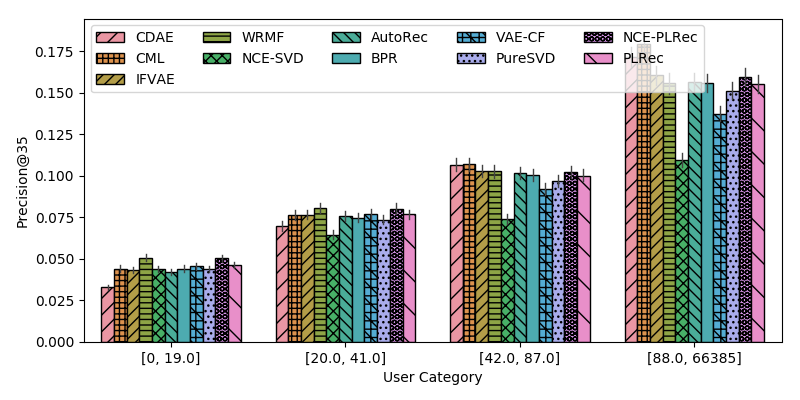 CDAE WRMF AutoRec VAE-CF NCE-PLRec
CML NCE-SVD BPR PureSVD PLRec
IFVAE
0.175
0.150
0.125
0.100
0.075
0.050
0.025
0.000
Precision@35
[0, 19.0] [20.0, 41.0] [42.0, 87.0] [88.0, 66385]
User Category